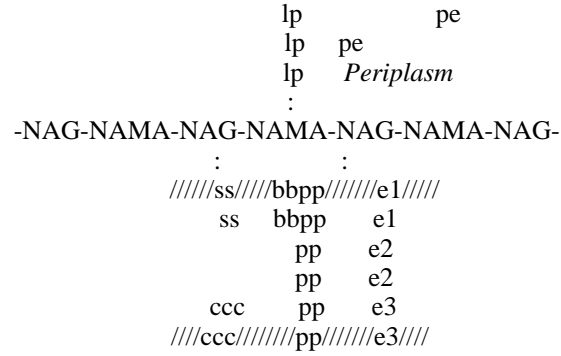 lp pe
lp pe
lp Periplasm
:
-NAG-NAMA-NAG-NAMA-NAG-NAMA-NAG-
: :
//////ss/////bbpp///////e1/////
ss bbpp e1
pp e2
pp e2
ccc pp e3
////ccc////////pp///////e3////